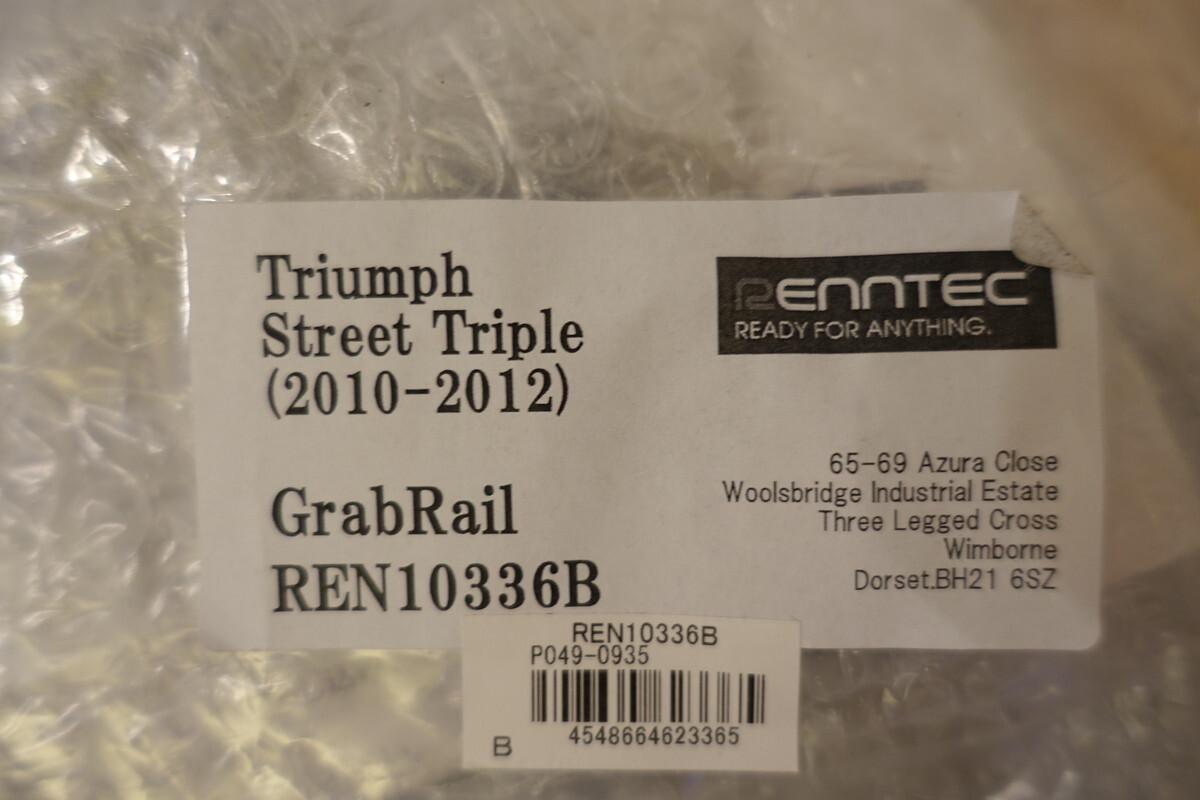 Triumph
Street Triple
(2010-2012)
GrabRail
REN10336B
RENNTEC
READY FOR ANYTHING.
65-69 Azura Close
Woolsbridge Industrial Estate
Three Legged Cross
Wimborne
Dorset.BH21 6SZ
REN10336B
P049-0935
4548664623365
B